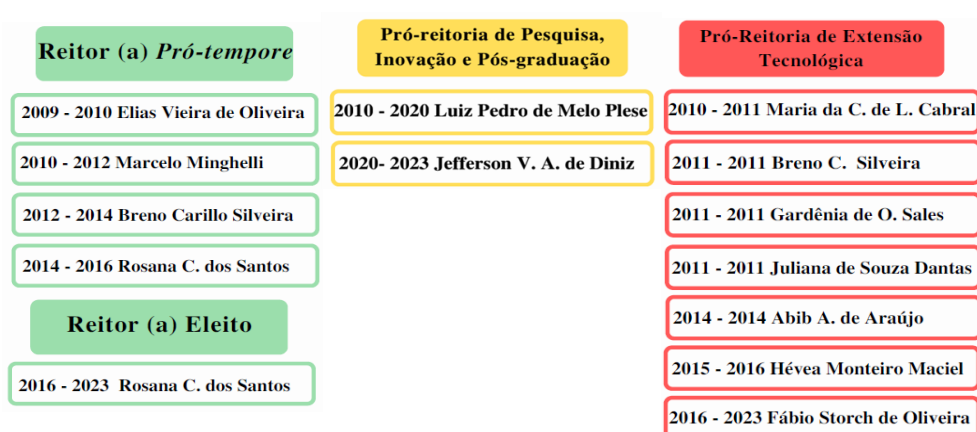 Reitor (a) Pró-tempore
2009 - 2010 Elias Vieira de Oliveira
2010 - 2012 Marcelo Minghelli
2012 - 2014 Breno Carillo Silveira
2014 - 2016 Rosana C. dos Santos
Reitor (a) Eleito
2016 - 2023 Rosana C. dos Santos
Pró-reitoria de Pesquisa,
Inovação e Pós-graduação
2010 - 2020 Luiz Pedro de Melo Plese
2020- 2023 Jefferson V. A. de Diniz
Pró-Reitoria de Extensão
Tecnológica
2010 - 2011 Maria da C. de L. Cabral
2011 - 2011 Breno C. Silveira
2011 - 2011 Gardênia de O. Sales
2011 - 2011 Juliana de Souza Dantas
2014 - 2014 Abib A. de Araújo
2015 - 2016 Hévea Monteiro Maciel
2016 - 2023 Fábio Storch de Oliveira